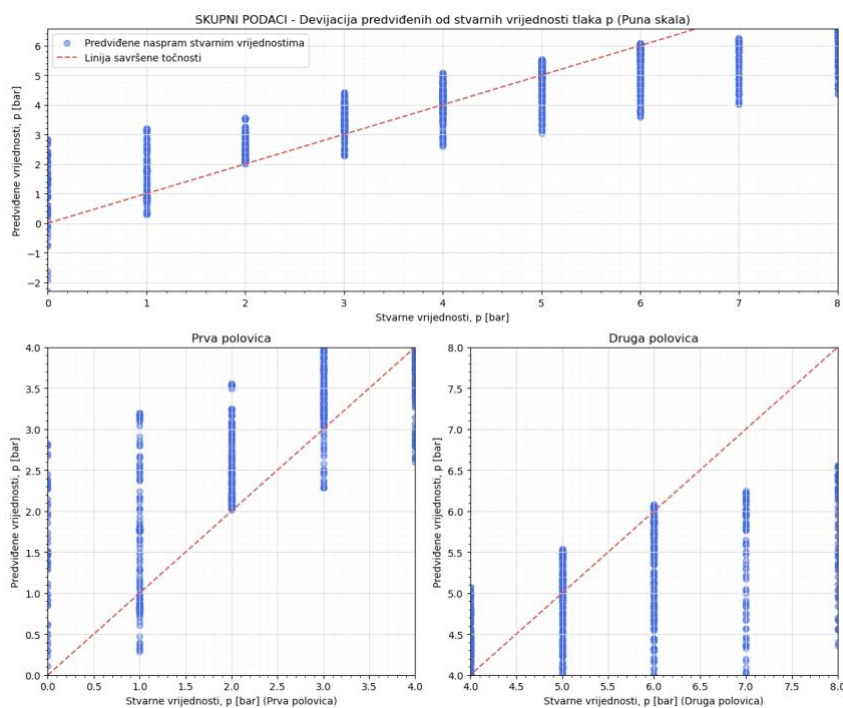 SKUPNI PODACI - Devijacija predviđenih od stvarnih vrijednosti tlaka p (Puna skala)
Predviđene naspram stvarnim vrijednostima
Linija savršene točnosti
Predviđene vrijednosti, p [bar]
6
5
4
3
2
1
0
−1
−2
0 1 2 3 4 5 6 7 8
Stvarne vrijednosti, p [bar]
Prva polovica
Predviđene vrijednosti, p [bar]
4.0
3.5
3.0
2.5
2.0
1.5
1.0
0.5
0.0
0.0 0.5 1.0 1.5 2.0 2.5 3.0 3.5 4.0
Stvarne vrijednosti, p [bar] (Prva polovica)
Druga polovica
Predviđene vrijednosti, p [bar]
8.0
7.5
7.0
6.5
6.0
5.5
5.0
4.5
4.0
4.0 4.5 5.0 5.5 6.0 6.5 7.0 7.5 8.0
Stvarne vrijednosti, p [bar] (Druga polovica)